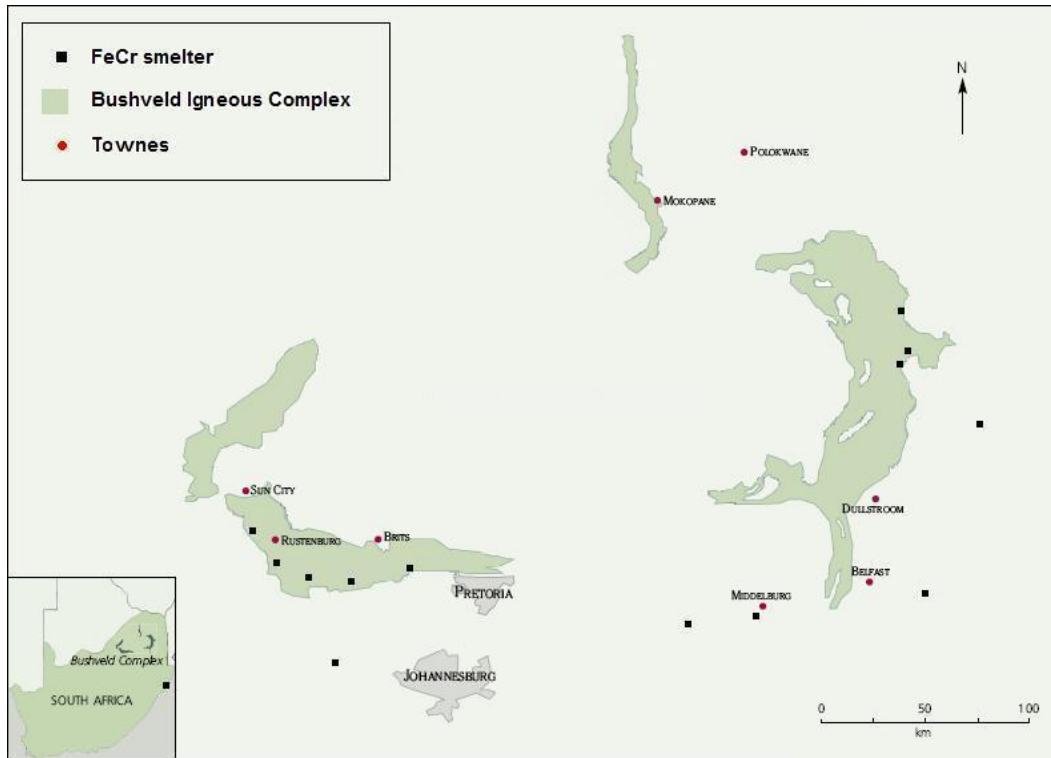 FeCr smelter
Bushveld Igneous Complex
Townes
N
POLOKWANE
MOKOPANE
SUN CITY
DULLSTROOM
RUSTENBURG
BRITS
BELFAST
PRETORIA
MIDDELBURG
Bushveld Complex
JOHANNESBURG
SOUTH AFRICA
0 50 100
km